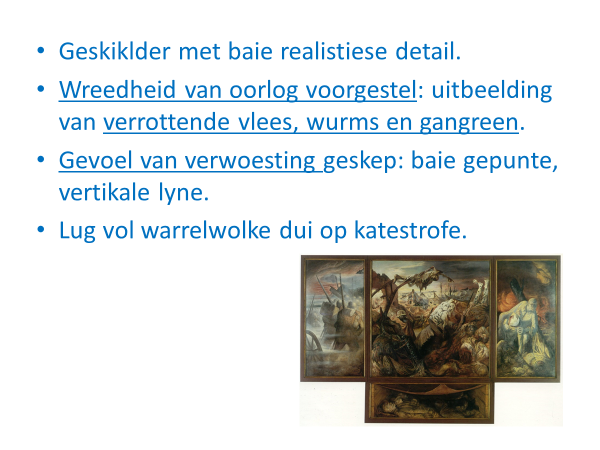 • Geskiklder met baie realistiese detail.
• Wreedheid van oorlog voorgestel: uitbeelding
van verrottende vlees, wurms en gangreen.
• Gevoel van verwoesting geskep: baie gepunte,
vertikale lyne.
• Lug vol warrelwolke dui op katestrofe.